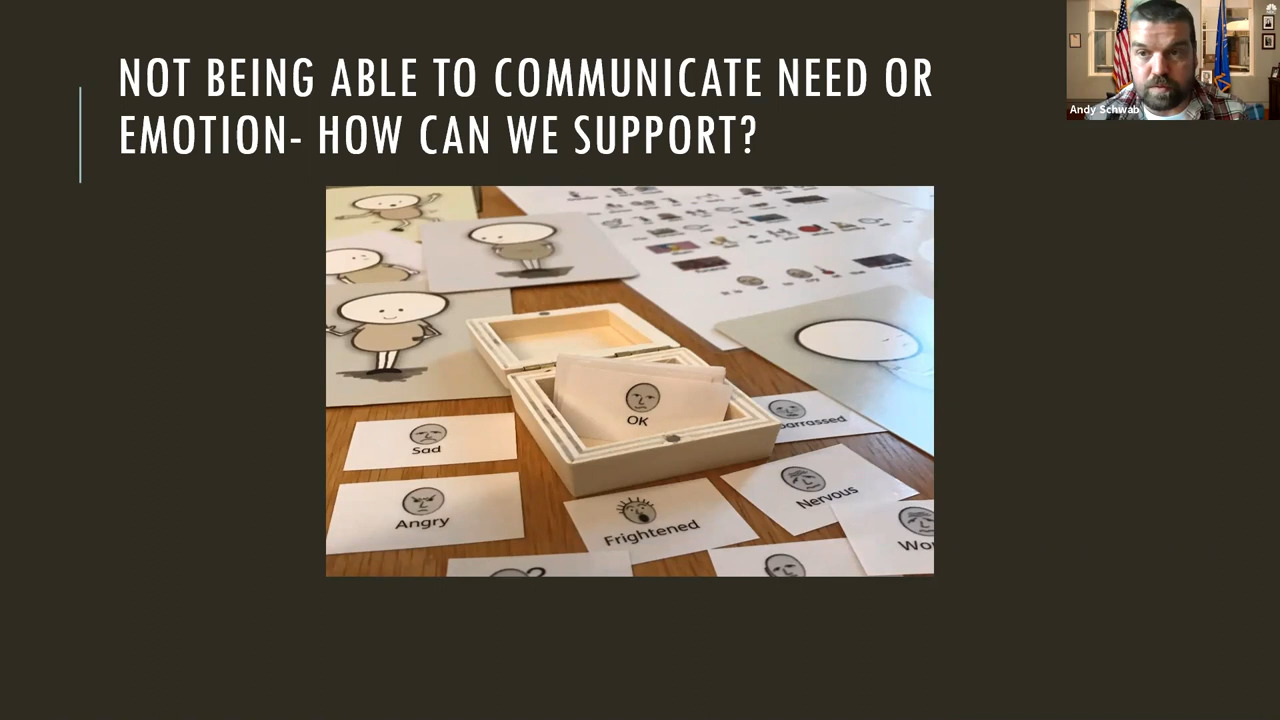 NOT BEING ABLE TO COMMUNICATE NEED OR
EMOTION- HOW CAN WE SUPPORT?
Andy Schwab
OK
Sad
Angry
Frightened
Nervous